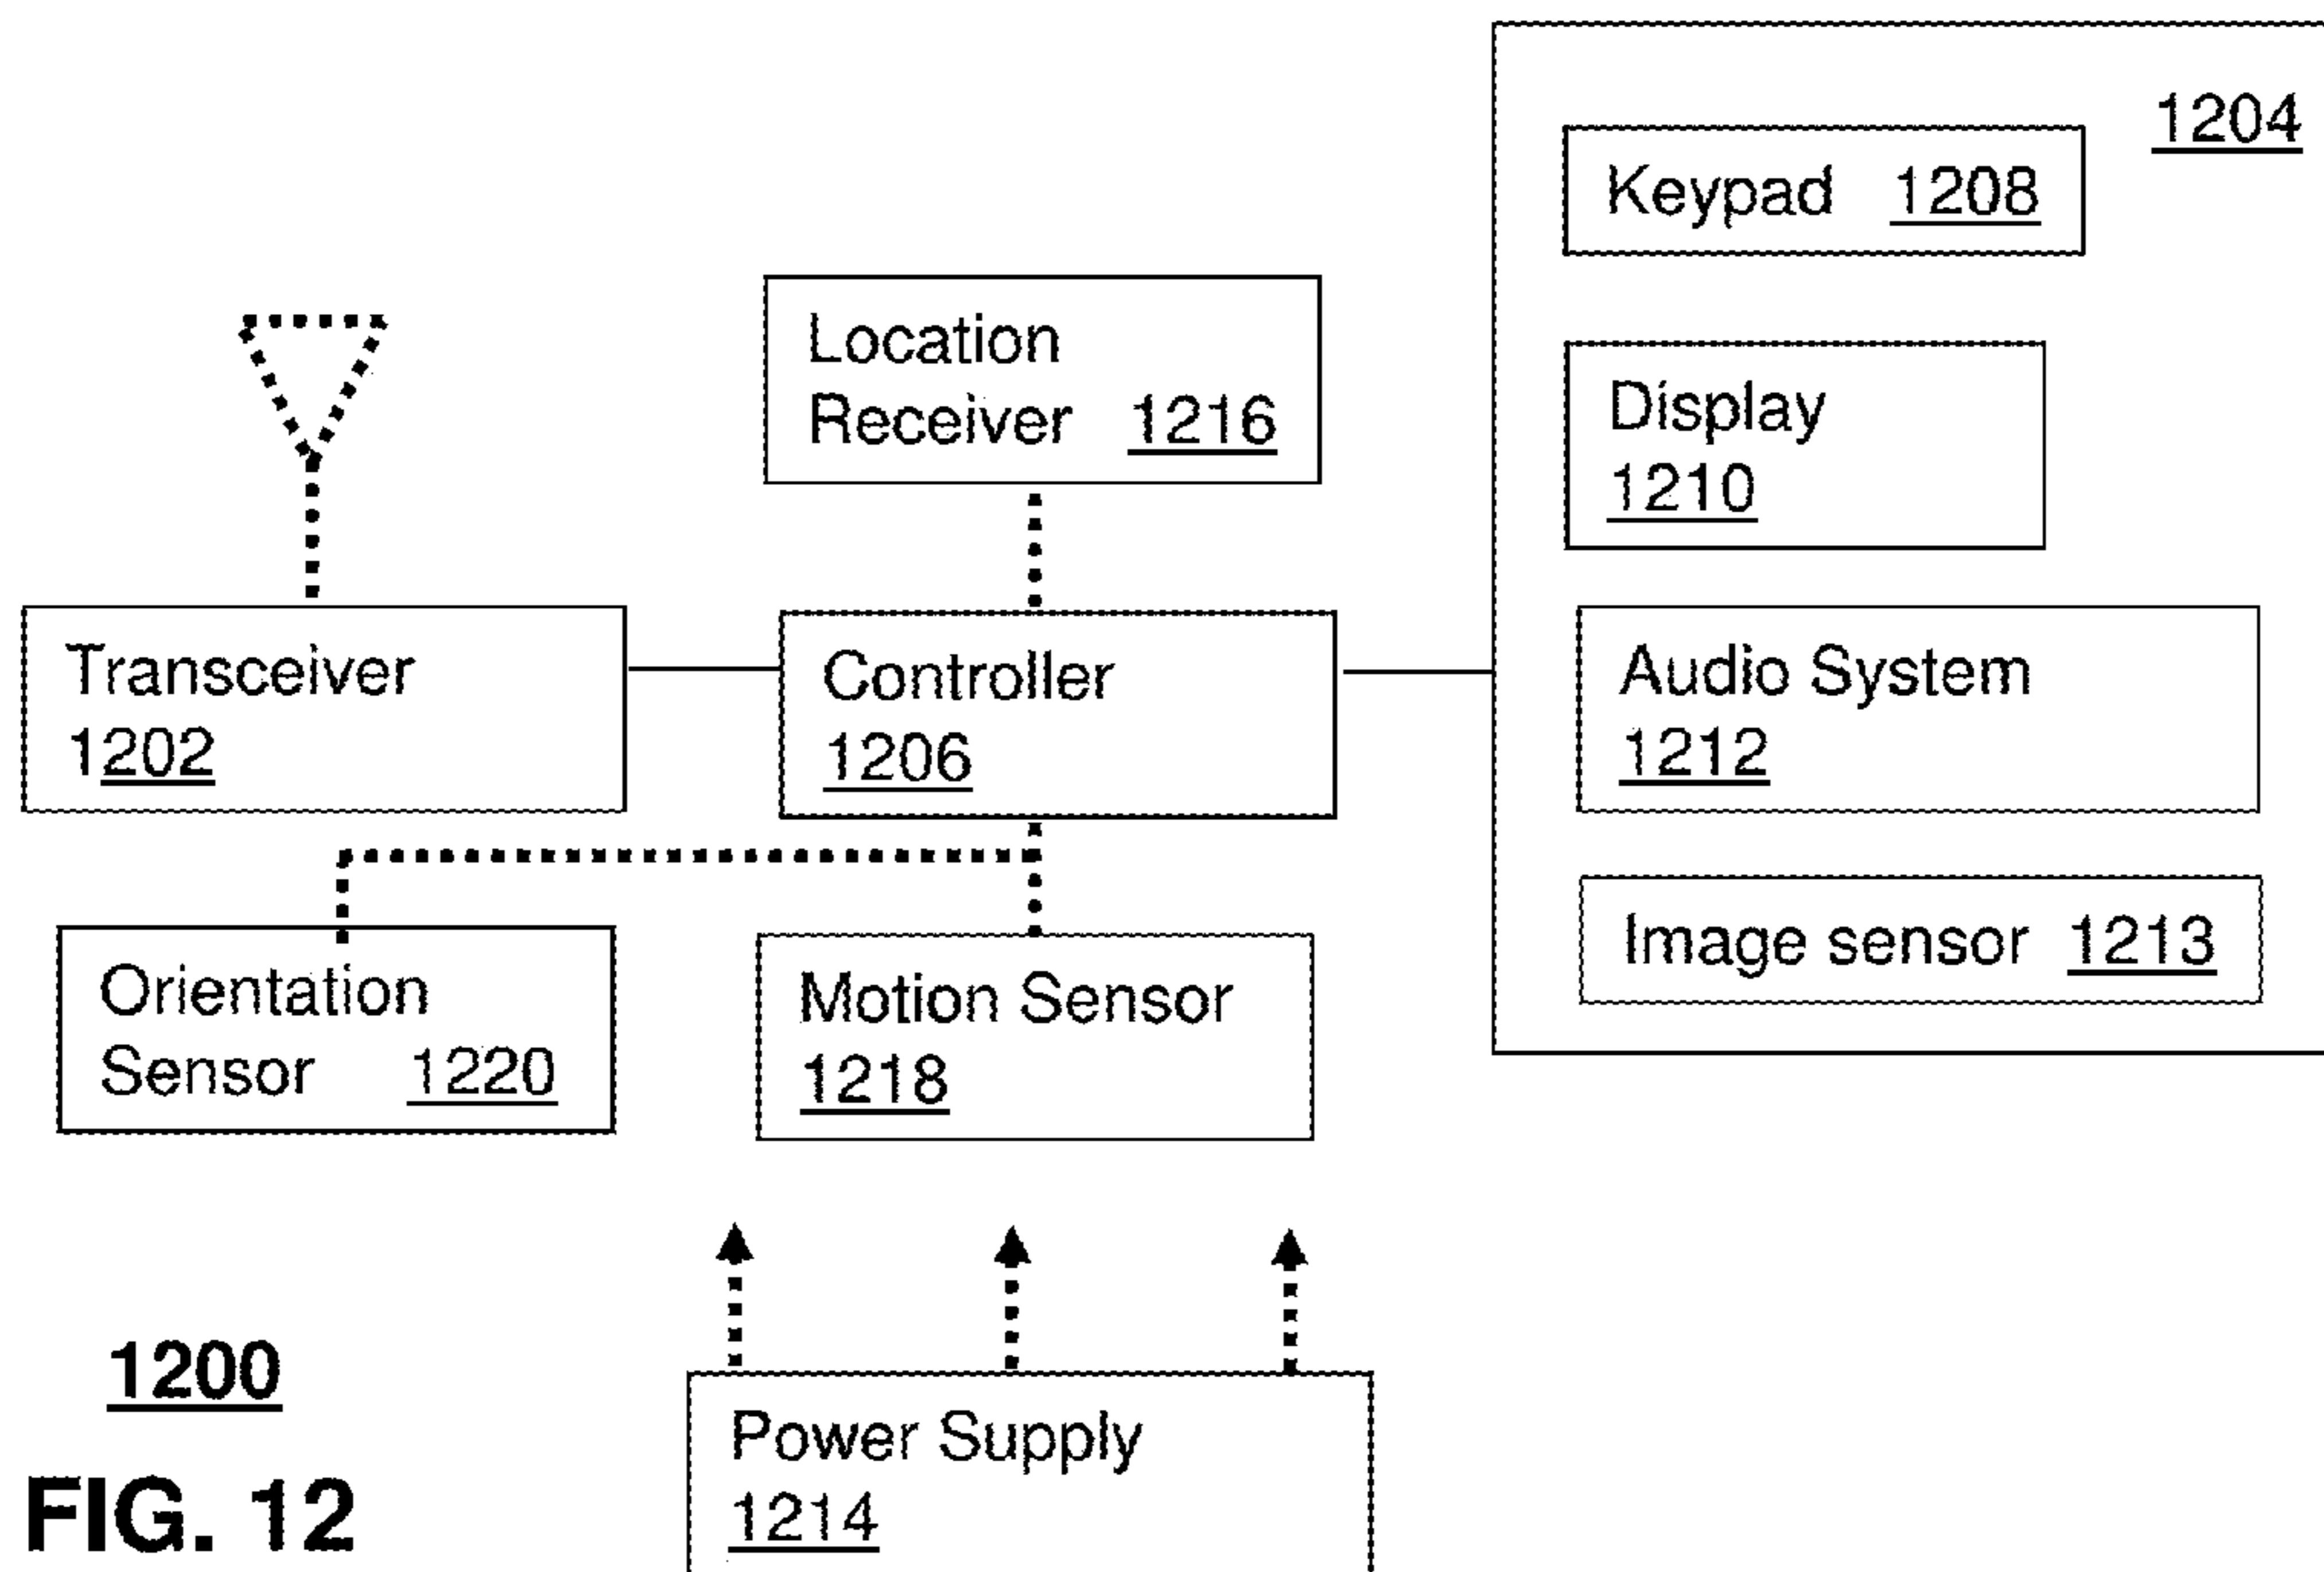 1204
Keypad 1208
Location
Receiver 1216
Display
1210
Transceiver
1202
Controller
1206
Audio System
1212
Image sensor 1213
Orientation
Sensor 1220
Motion Sensor
1218
1200
Power Supply
1214
FIG. 12